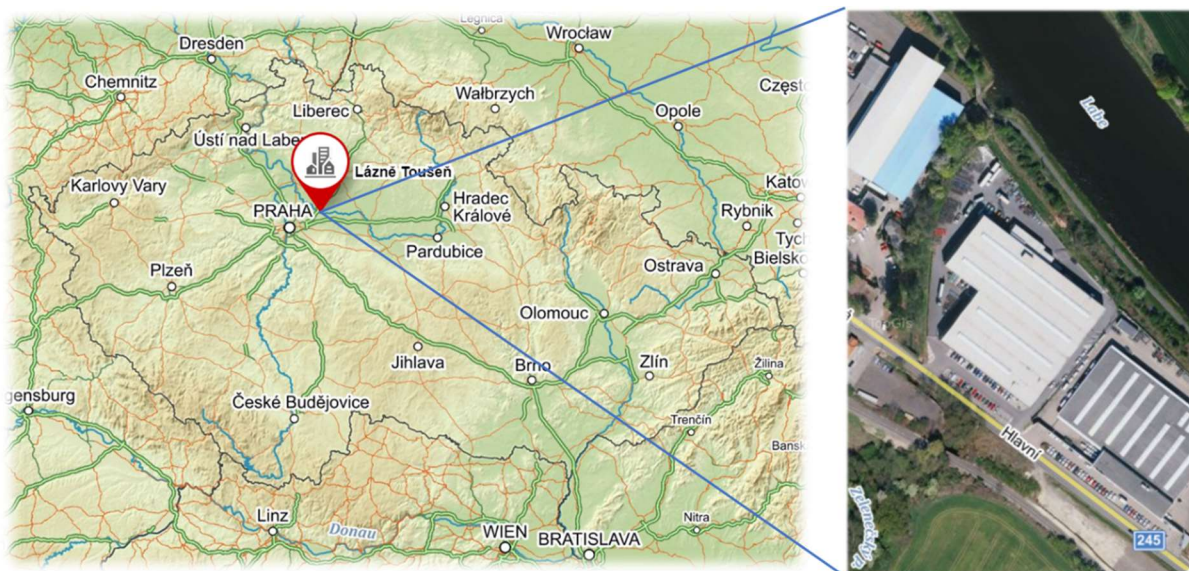 Legnica
Wrocław
Dresden
Chemnitz
Wałbrzych
Często
Liberec
Opole
Ústí nad Labem
Lázně Toušeň
Karlovy Vary
Katow
PRAHA
Hradec
Králové
Rybnik
Pardubice
Tych
Bielsko
Plzeň
Ostrava
Olomouc
Jihlava
Brno
Zlín
Žilina
gensburg
České Budějovice
Trenčín
Bansk
Linz
Donau
WIEN
BRATISLAVA
Nitra
Labe
Hlavní
Zelenečský p.
245